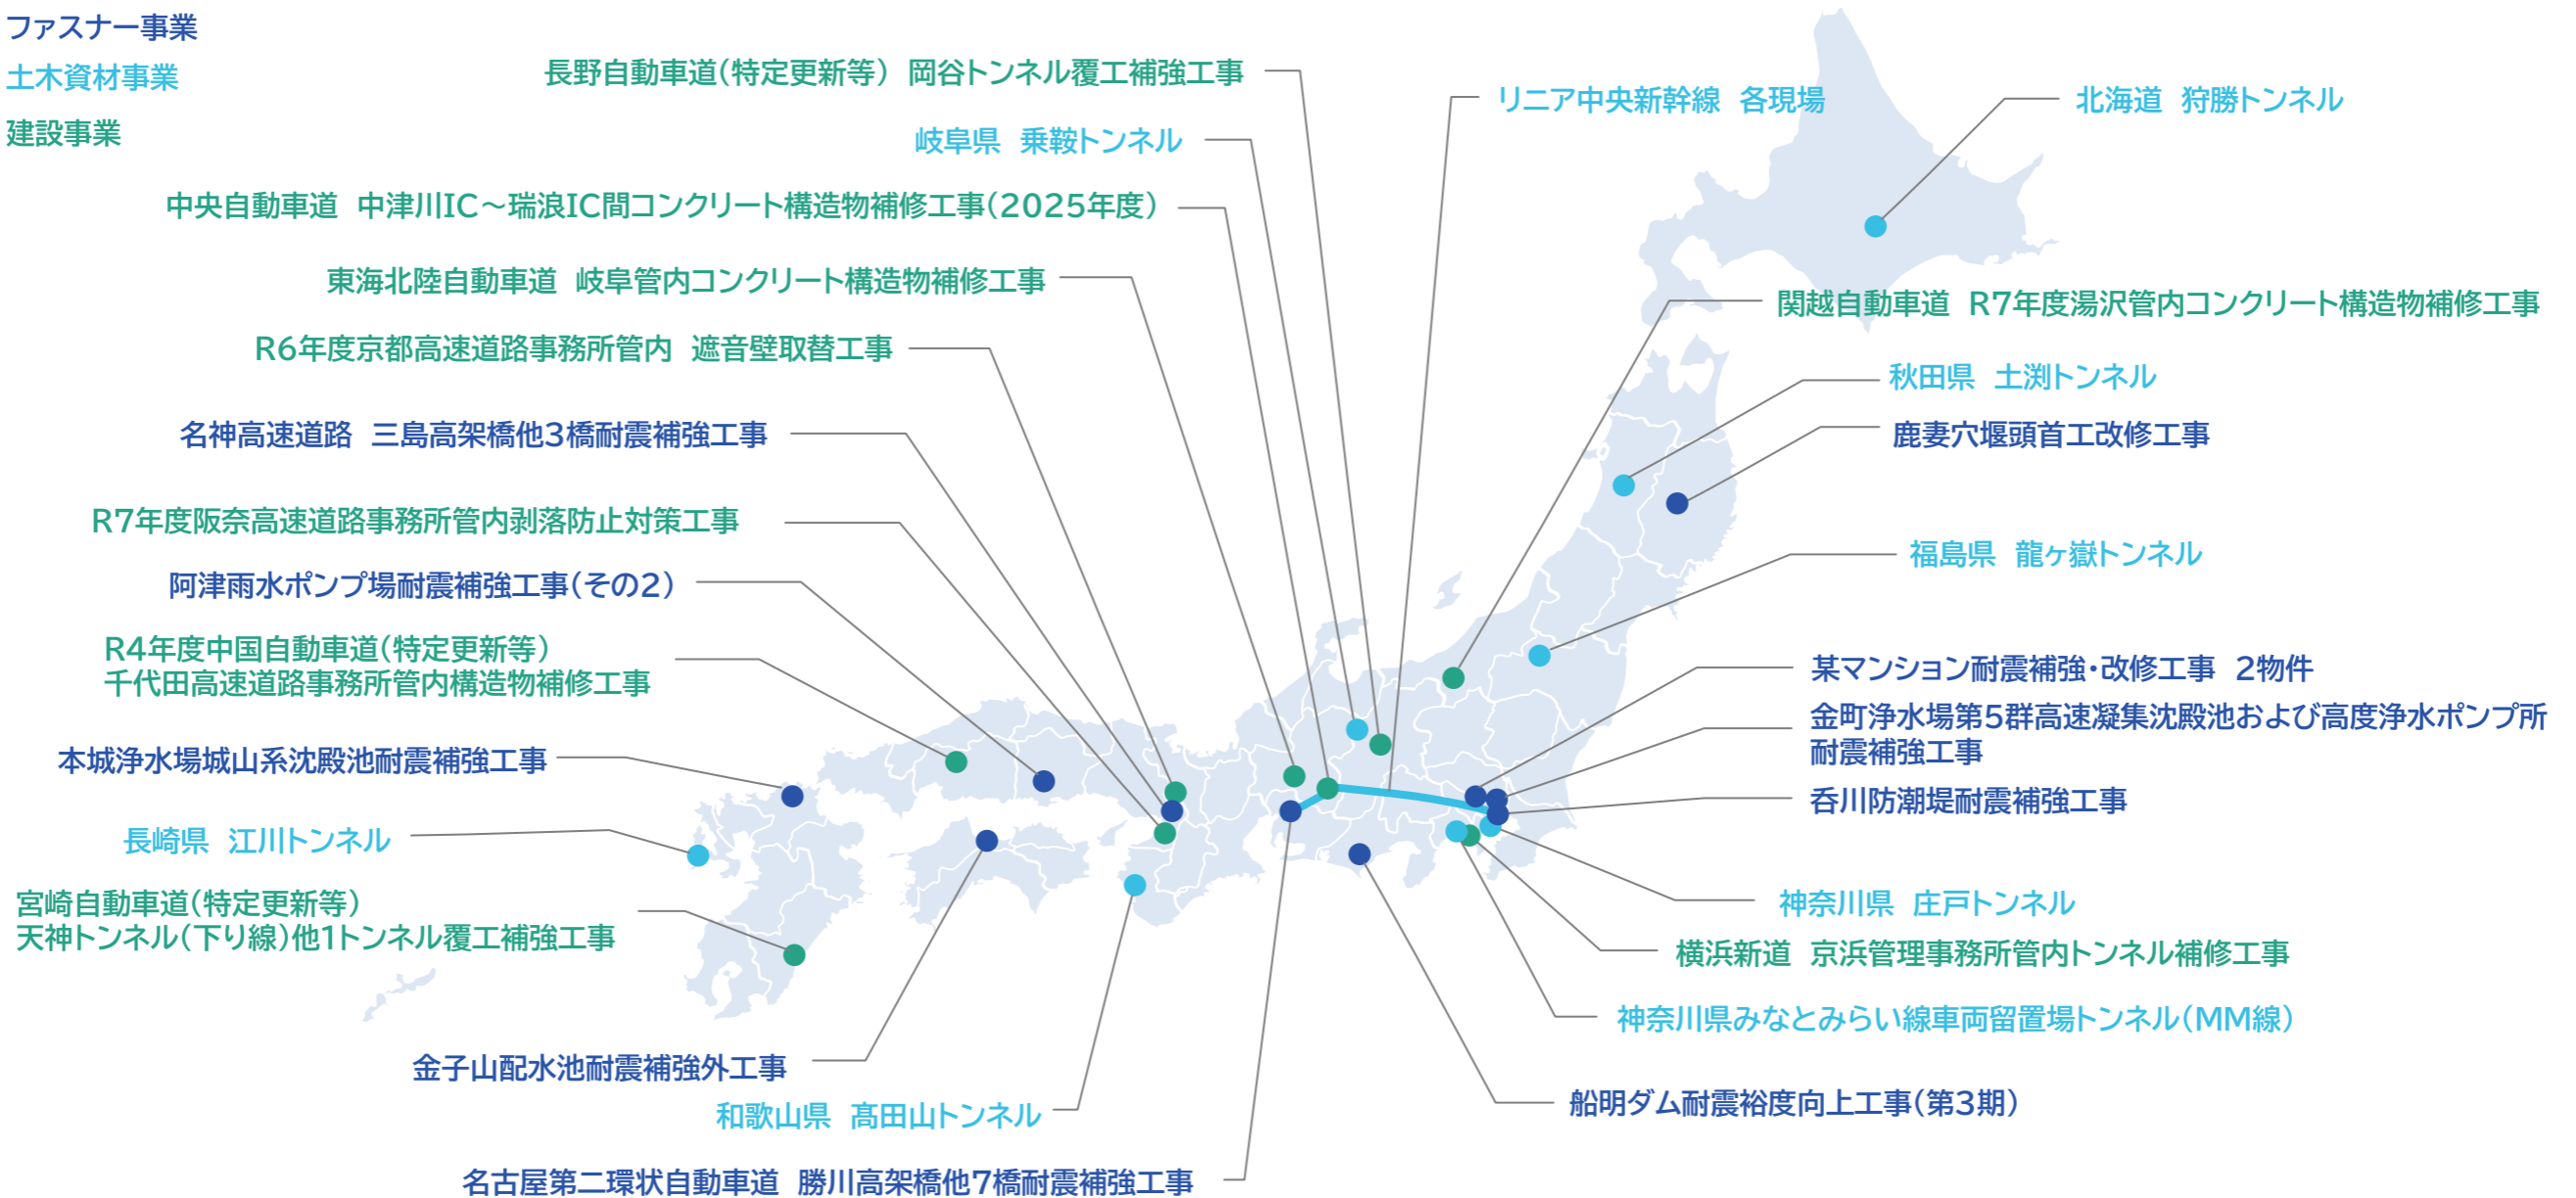 ファスナー事業
土木資材事業
建設事業
長野自動車道(特定更新等)　岡谷トンネル覆工補強工事
岐阜県　乗鞍トンネル
中央自動車道　中津川IC～瑞浪IC間コンクリート構造物補修工事(2025年度)
東海北陸自動車道　岐阜管内コンクリート構造物補修工事
R6年度京都高速道路事務所管内　遮音壁取替工事
名神高速道路　三島高架橋他3橋耐震補強工事
R7年度阪奈高速道路事務所管内剥落防止対策工事
阿津雨水ポンプ場耐震補強工事(その2)
R4年度中国自動車道(特定更新等)
千代田高速道路事務所管内構造物補修工事
本城浄水場城山系沈殿池耐震補強工事
長崎県　江川トンネル
宮崎自動車道(特定更新等)
天神トンネル(下り線)他1トンネル覆工補強工事
金子山配水池耐震補強外工事
和歌山県　髙田山トンネル
名古屋第二環状自動車道　勝川高架橋他7橋耐震補強工事
リニア中央新幹線　各現場
北海道　狩勝トンネル
関越自動車道　R7年度湯沢管内コンクリート構造物補修工事
秋田県　土渕トンネル
鹿妻穴堰頭首工改修工事
福島県　龍ヶ嶽トンネル
某マンション耐震補強・改修工事　2物件
金町浄水場第5群高速凝集沈殿池および高度浄水ポンプ所
耐震補強工事
呑川防潮堤耐震補強工事
神奈川県　庄戸トンネル
横浜新道　京浜管理事務所管内トンネル補修工事
神奈川県みなとみらい線車両留置場トンネル(MM線)
船明ダム耐震裕度向上工事(第3期)